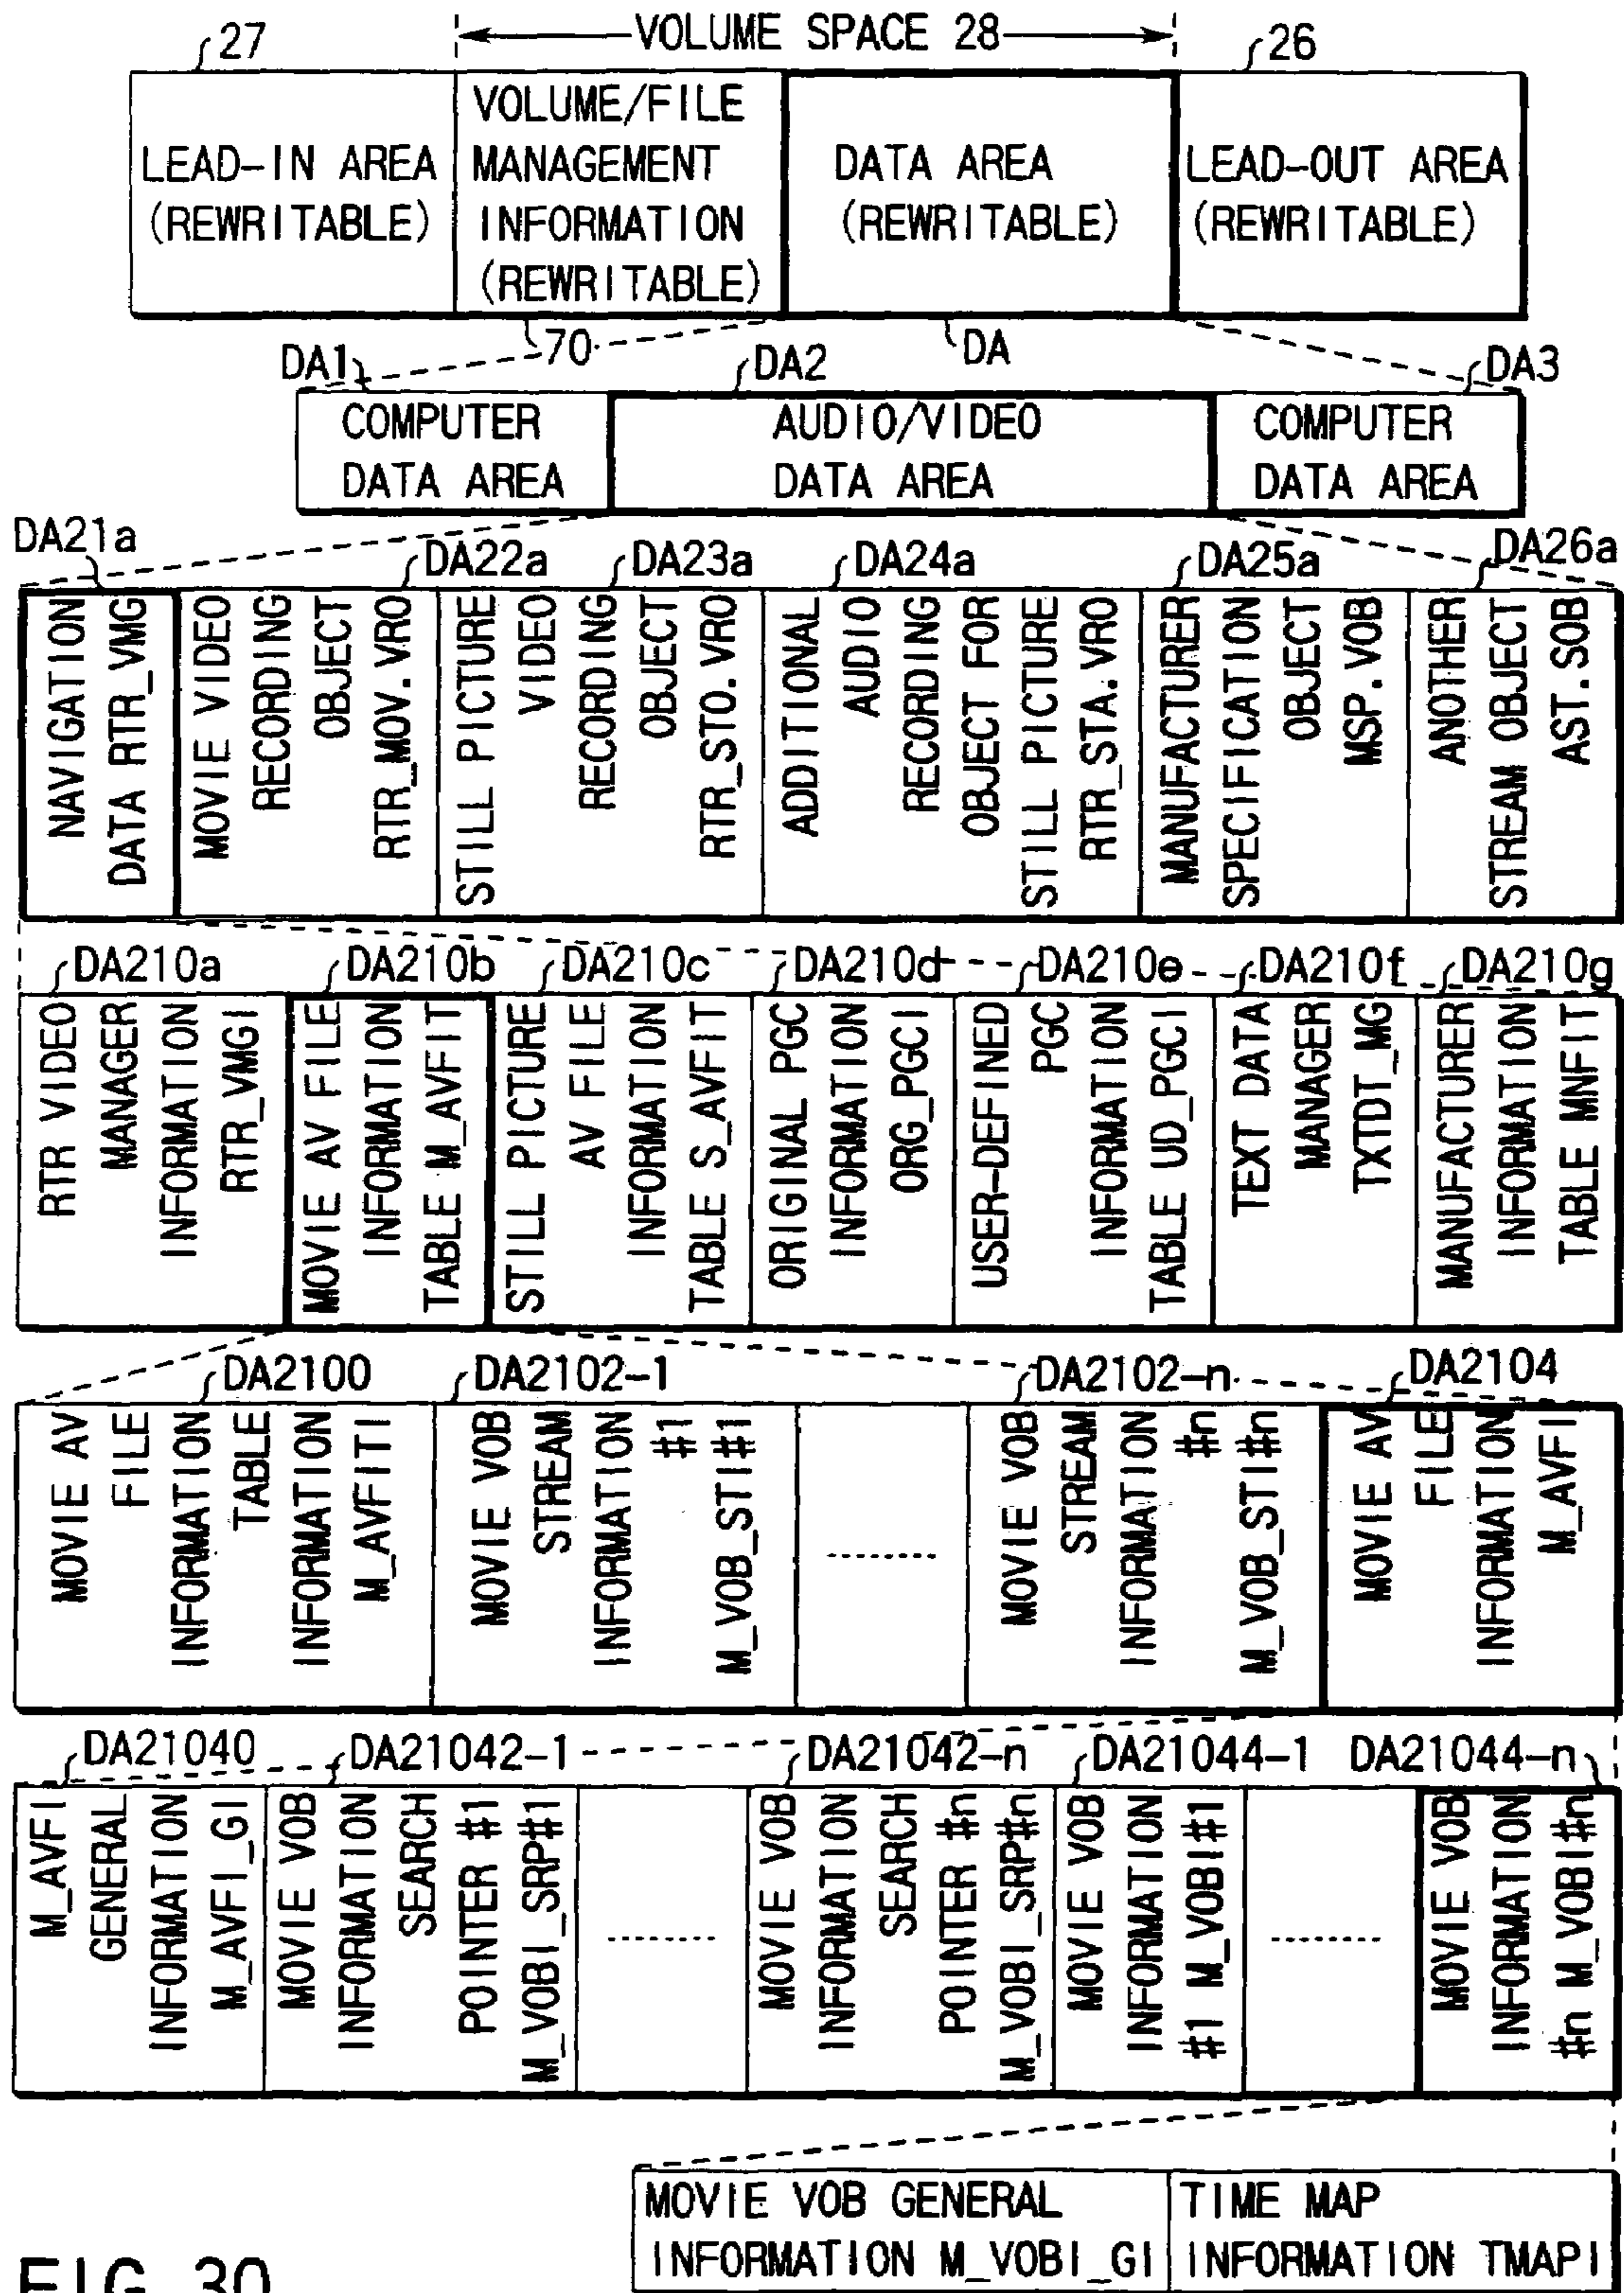 27
VOLUME SPACE 28
26
LEAD-IN AREA
(REWRITABLE)
VOLUME/FILE
MANAGEMENT
INFORMATION
(REWRITABLE)
DATA AREA
(REWRITABLE)
LEAD-OUT AREA
(REWRITABLE)
70
DA
DA1
DA2
DA3
COMPUTER
DATA AREA
AUDIO/VIDEO
DATA AREA
COMPUTER
DATA AREA
DA21a
DA22a
DA23a
DA24a
DA25a
DA26a
NAVIGATION
DATA RTR_VMG
MOVIE VIDEO
RECORDING
OBJECT
RTR_MOV.VRO
STILL PICTURE
VIDEO
RECORDING
OBJECT
RTR_STO.VRO
ADDITIONAL
AUDIO
RECORDING
OBJECT FOR
STILL PICTURE
RTR_STA.VRO
MANUFACTURER
SPECIFICATION
OBJECT
MSP.VOB
ANOTHER
STREAM OBJECT
AST.SOB
DA210a
DA210b
DA210c
DA210d
DA210e
DA210f
DA210g
RTR VIDEO
MANAGER
INFORMATION
RTR_VMGI
MOVIE AV FILE
INFORMATION
TABLE M_AVFIT
STILL PICTURE
AV FILE
INFORMATION
TABLE S_AVFIT
ORIGINAL PGC
INFORMATION
ORG_PGCI
USER-DEFINED
PGC
INFORMATION
TABLE UD_PGCI
TEXT DATA
MANAGER
TXTDT_MG
MANUFACTURER
INFORMATION
TABLE MNFIT
DA2100
DA2102-1
DA2102-n
DA2104
MOVIE AV
FILE
INFORMATION
TABLE
INFORMATION
M_AVFITI
MOVIE VOB
STREAM
INFORMATION
#1
M_VOB_STI#1
MOVIE VOB
STREAM
INFORMATION
#n
M_VOB_STI#n
MOVIE AV
FILE
INFORMATION
M_AVFI
DA21040
DA21042-1
DA21042-n
DA21044-1
DA21044-n
M_AVFI
GENERAL
INFORMATION
M_AVFI_GI
MOVIE VOB
INFORMATION
SEARCH
POINTER #1
M_VOBI_SRP#1
MOVIE VOB
INFORMATION
SEARCH
POINTER #n
M_VOBI_SRP#n
MOVIE VOB
INFORMATION
#1 M_VOBI#1
MOVIE VOB
INFORMATION
#n M_VOBI#n
MOVIE VOB GENERAL
INFORMATION M_VOBI_GI
TIME MAP
INFORMATION TMAPI
FIG. 30